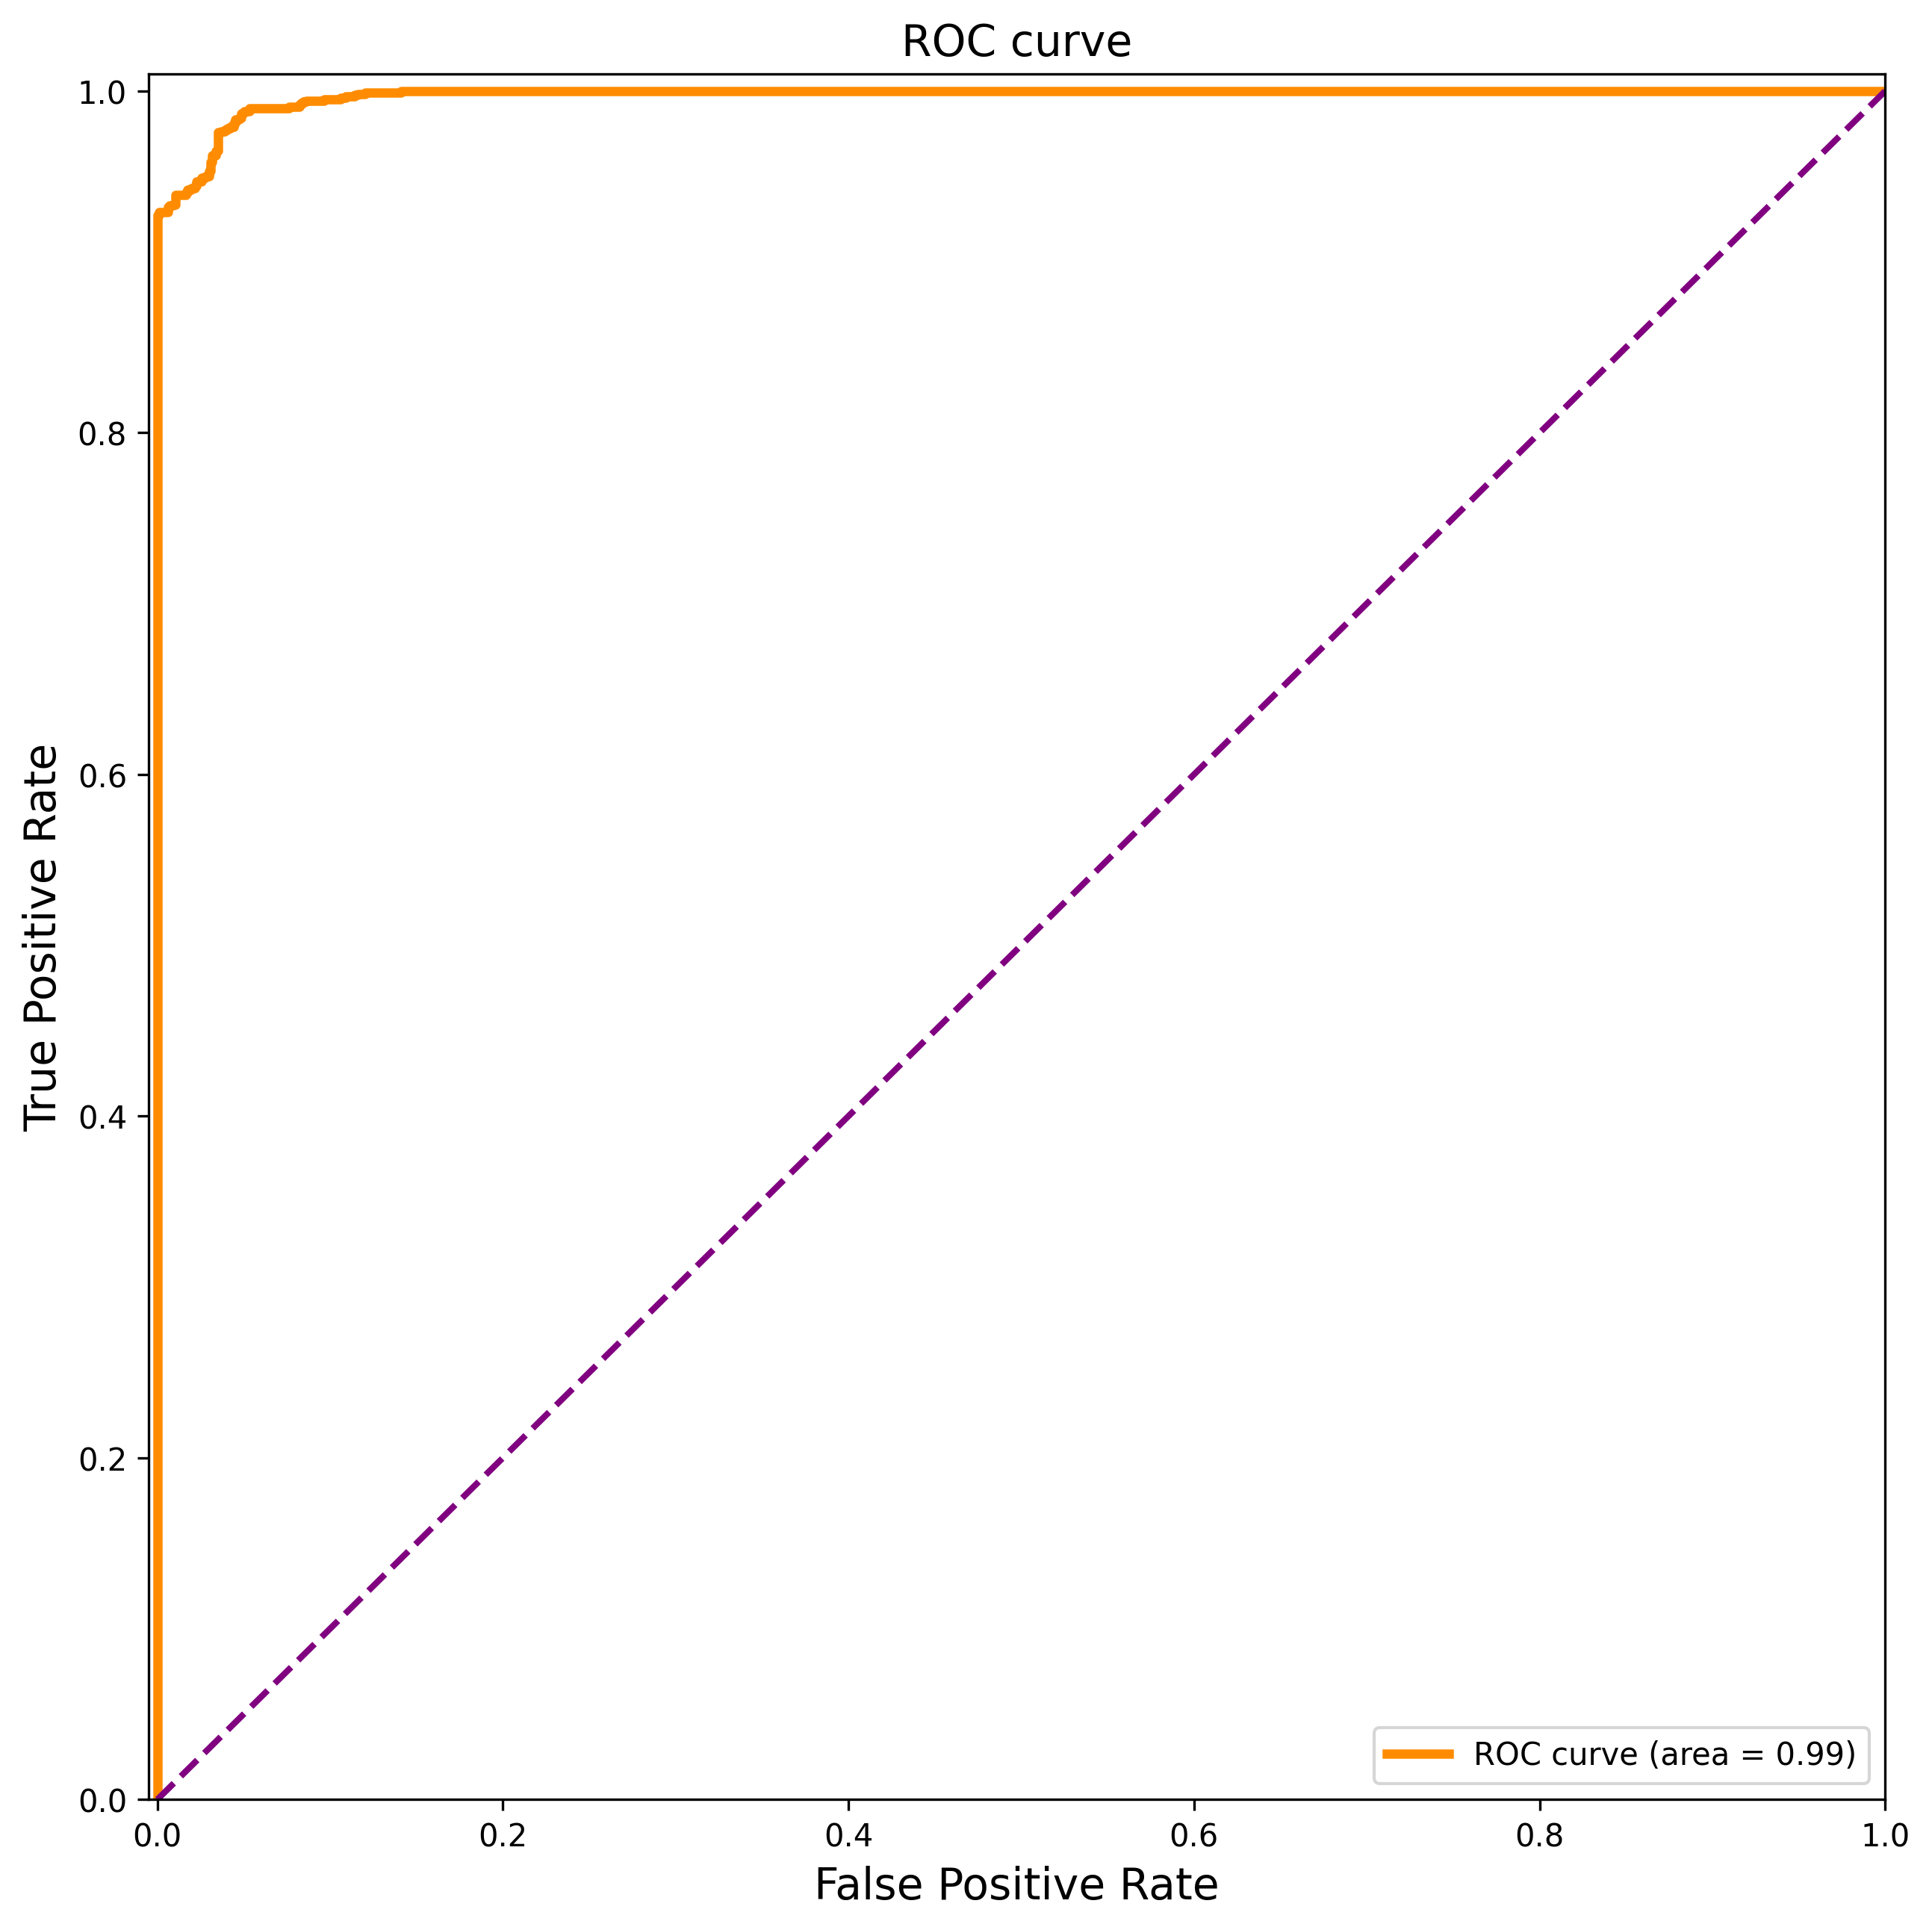 ROC curve
True Positive Rate
1.0
0.8
0.6
0.4
0.2
0.0
ROC curve (area = 0.99)
0.0 0.2 0.4 0.6 0.8 1.0
False Positive Rate